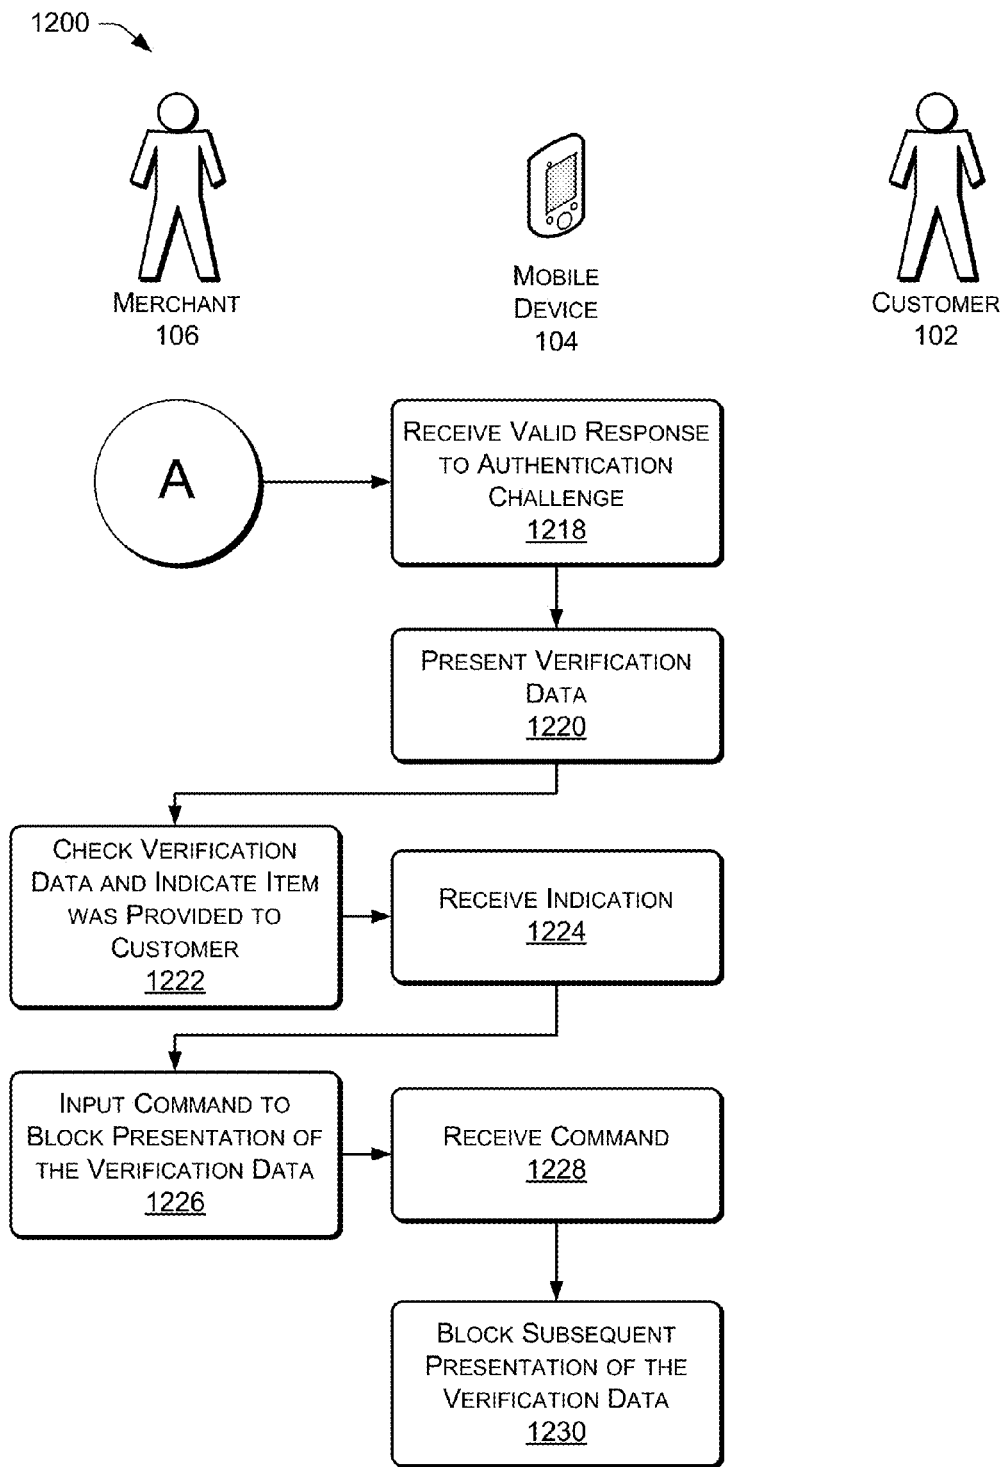 1200
MERCHANT
106
MOBILE
DEVICE
104
CUSTOMER
102
A
RECEIVE VALID RESPONSE
TO AUTHENTICATION
CHALLENGE
1218
PRESENT VERIFICATION
DATA
1220
CHECK VERIFICATION
DATA AND INDICATE ITEM
WAS PROVIDED TO
CUSTOMER
1222
RECEIVE INDICATION
1224
INPUT COMMAND TO
BLOCK PRESENTATION OF
THE VERIFICATION DATA
1226
RECEIVE COMMAND
1228
BLOCK SUBSEQUENT
PRESENTATION OF THE
VERIFICATION DATA
1230